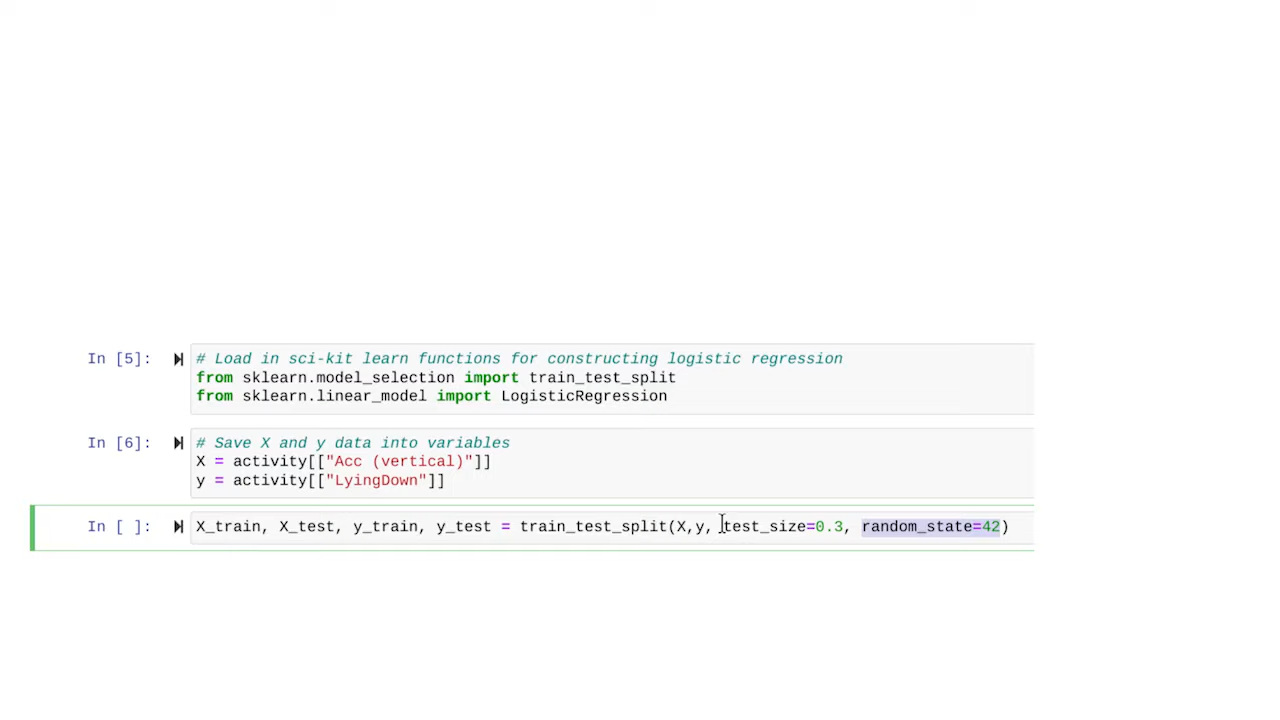 In [5]:
# Load in sci-kit learn functions for constructing logistic regression
from sklearn.model_selection import train_test_split
from sklearn.linear_model import LogisticRegression
In [6]:
# Save X and y data into variables
X = activity[["Acc (vertical)"]]
y = activity[["LyingDown"]]
In [ ]:
X_train, X_test, y_train, y_test = train_test_split(X,y, test_size=0.3, random_state=42)